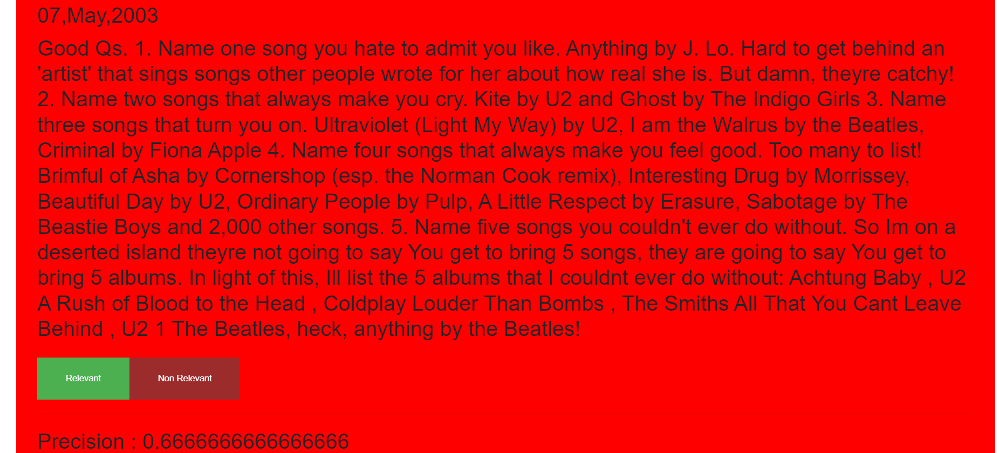 07,May,2003
Good Qs. 1. Name one song you hate to admit you like. Anything by J. Lo. Hard to get behind an
'artist' that sings songs other people wrote for her about how real she is. But damn, theyre catchy!
2. Name two songs that always make you cry. Kite by U2 and Ghost by The Indigo Girls 3. Name
three songs that turn you on. Ultraviolet (Light My Way) by U2, I am the Walrus by the Beatles,
Criminal by Fiona Apple 4. Name four songs that always make you feel good. Too many to list!
Brimful of Asha by Cornershop (esp. the Norman Cook remix), Interesting Drug by Morrissey,
Beautiful Day by U2, Ordinary People by Pulp, A Little Respect by Erasure, Sabotage by The
Beastie Boys and 2,000 other songs. 5. Name five songs you couldn't ever do without. So Im on a
deserted island theyre not going to say You get to bring 5 songs, they are going to say You get to
bring 5 albums. In light of this, Ill list the 5 albums that I couldnt ever do without: Achtung Baby , U2
A Rush of Blood to the Head , Coldplay Louder Than Bombs , The Smiths All That You Cant Leave
Behind , U2 1 The Beatles, heck, anything by the Beatles!
Relevant
Non Relevant
Precision : 0.6666666666666666